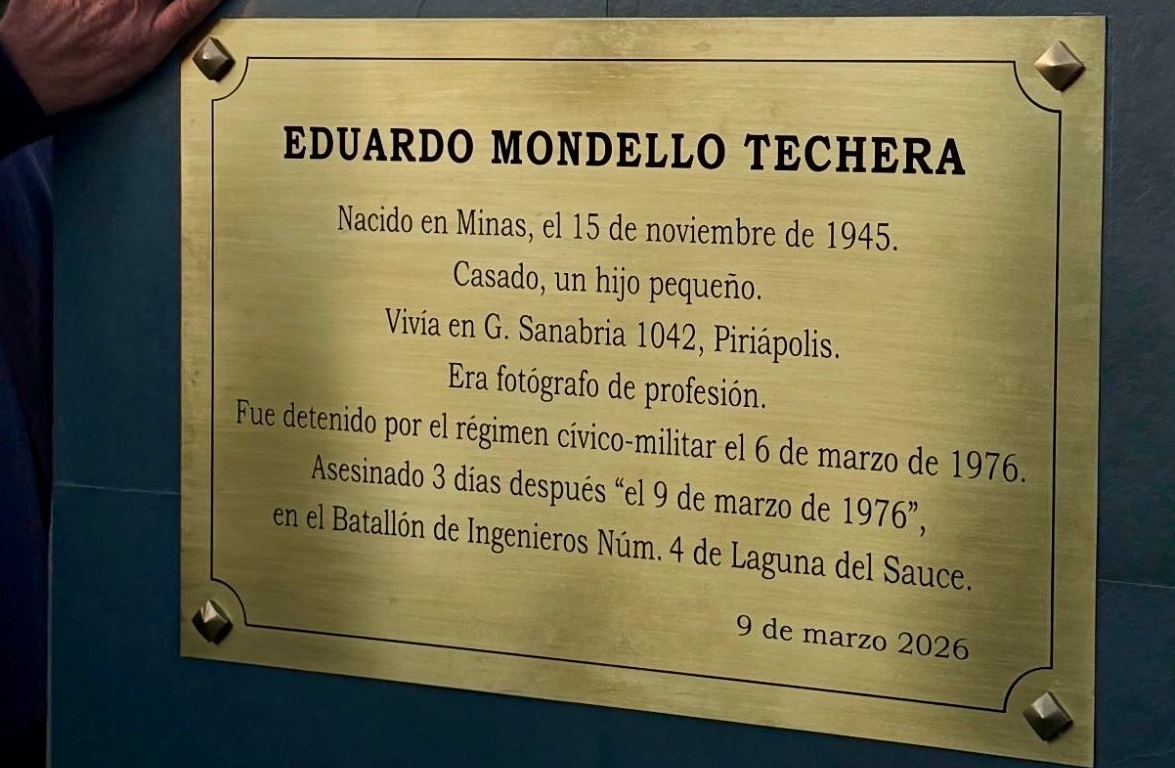 EDUARDO MONDELLO TECHERA
Nacido en Minas, el 15 de noviembre de 1945.
Casado, un hijo pequeño.
Vivía en G. Sanabria 1042, Piriápolis.
Era fotógrafo de profesión.
Fue detenido por el régimen cívico-militar el 6 de marzo de 1976.
Asesinado 3 días después “el 9 de marzo de 1976”,
en el Batallón de Ingenieros Núm. 4 de Laguna del Sauce.
9 de marzo 2026